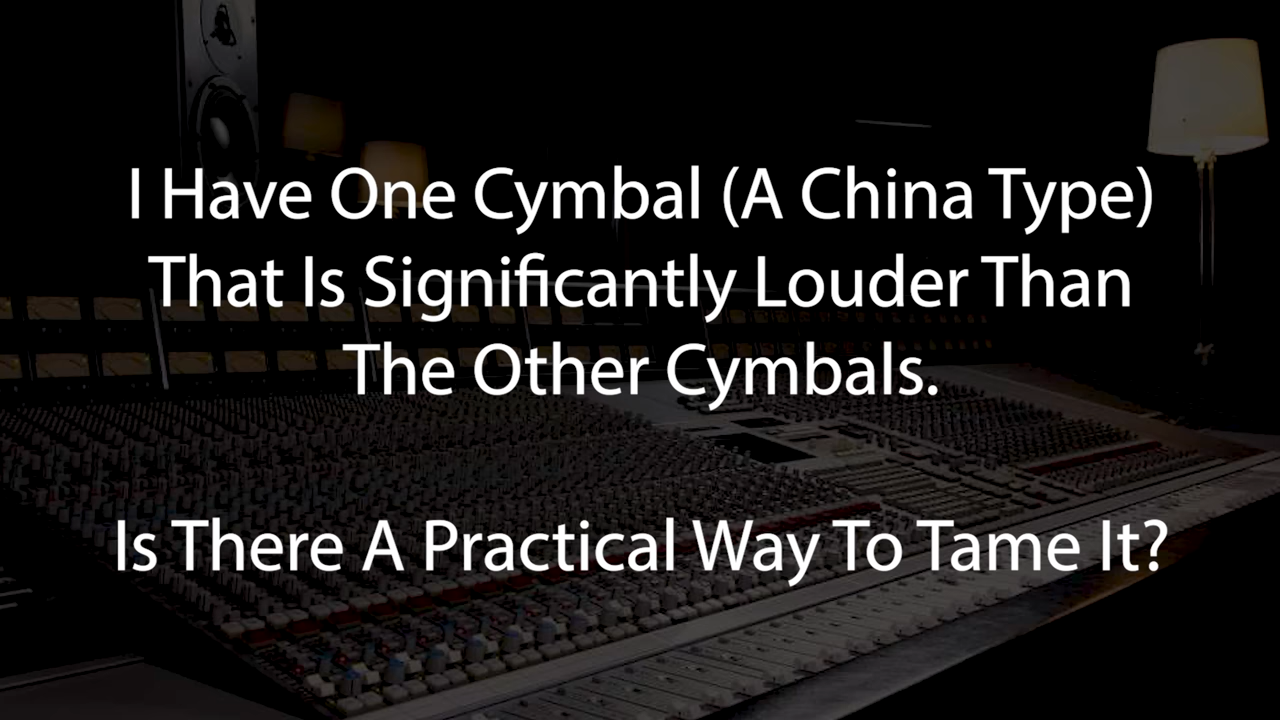 I Have One Cymbal (A China Type)
That Is Significantly Louder Than
The Other Cymbals.
Is There A Practical Way To Tame It?